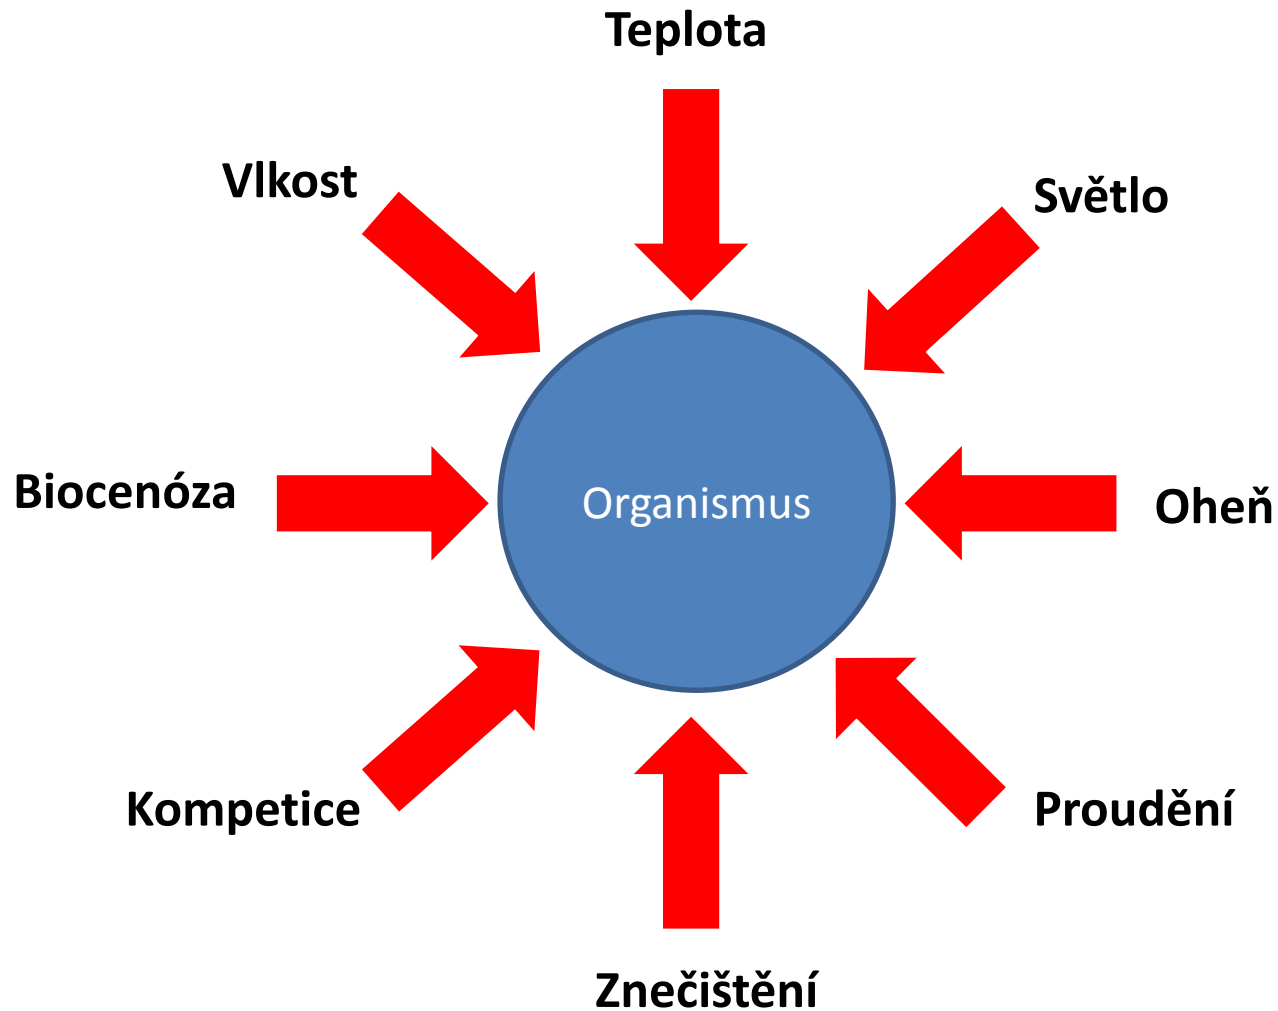 Teplota
Vlkost
Světlo
Biocenóza
Organismus
Oheň
Kompetice
Proudění
Znečištění